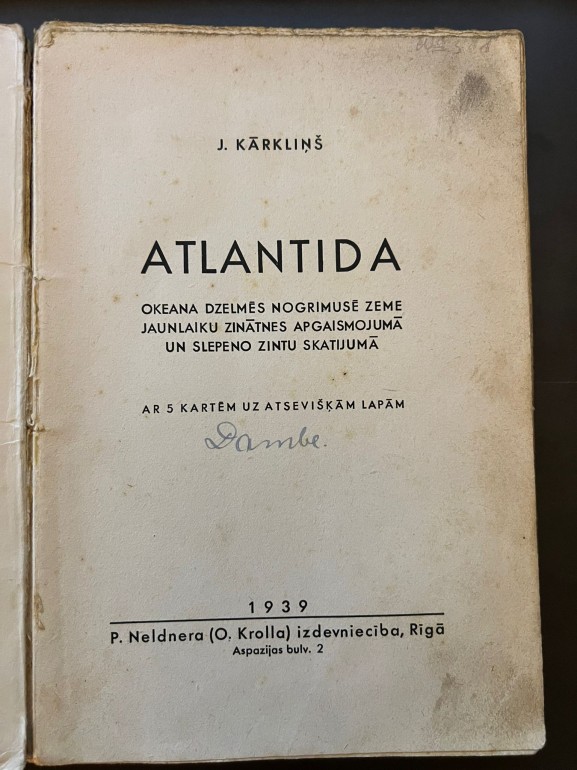 J. KĀRKLIŅŠ
ATLANTIDA
OKEANA DZELMĒS NOGRIMUSĒ ZEME
JAUNLAIKU ZINĀTNES APGAISMOJUMĀ
UN SLEPENO ZINTU SKATIJUMĀ
AR 5 KARTĒM UZ ATSEVIŠĶĀM LAPĀM
Dambe.
1939
P. Neldnera (O. Krolla) izdevniecība, Rīgā
Aspazijas bulv. 2